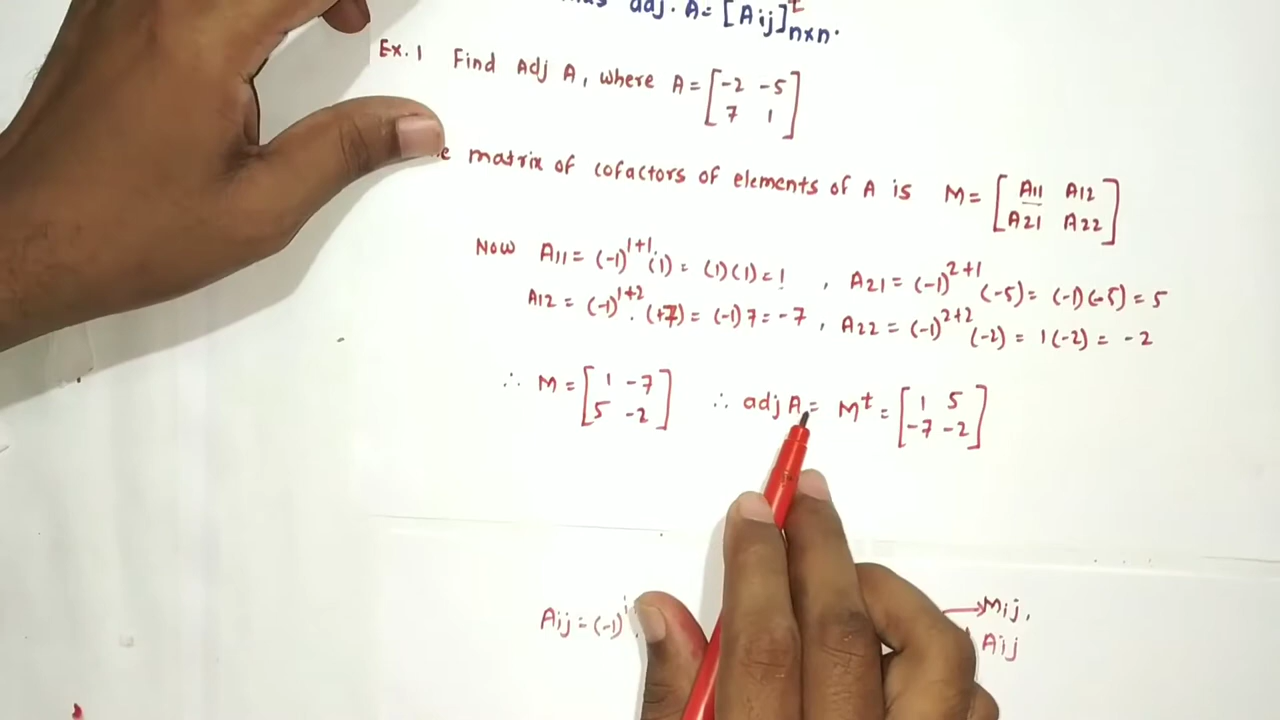 adj. A = [Aij]ᵗn×n.
Ex. 1 Find Adj A, where A = [-2 -5
7 1]
matrix of cofactors of elements of A is M = [A11 A12
A21 A22]
Now A11 = (-1)^1+1. (1) = (1)(1) = 1 , A21 = (-1)^2+1 (-5) = (-1)(-5) = 5
A12 = (-1)^1+2 . (+7) = (-1)7 = -7 , A22 = (-1)^2+2 (-2) = 1(-2) = -2
∴ M = [1 -7
5 -2]
∴ adj A = Mᵗ = [1 5
-7 -2]
Aij = (-1)
Mij,
Aij